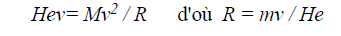 Hev= Mv² / R d'où R = mv / He